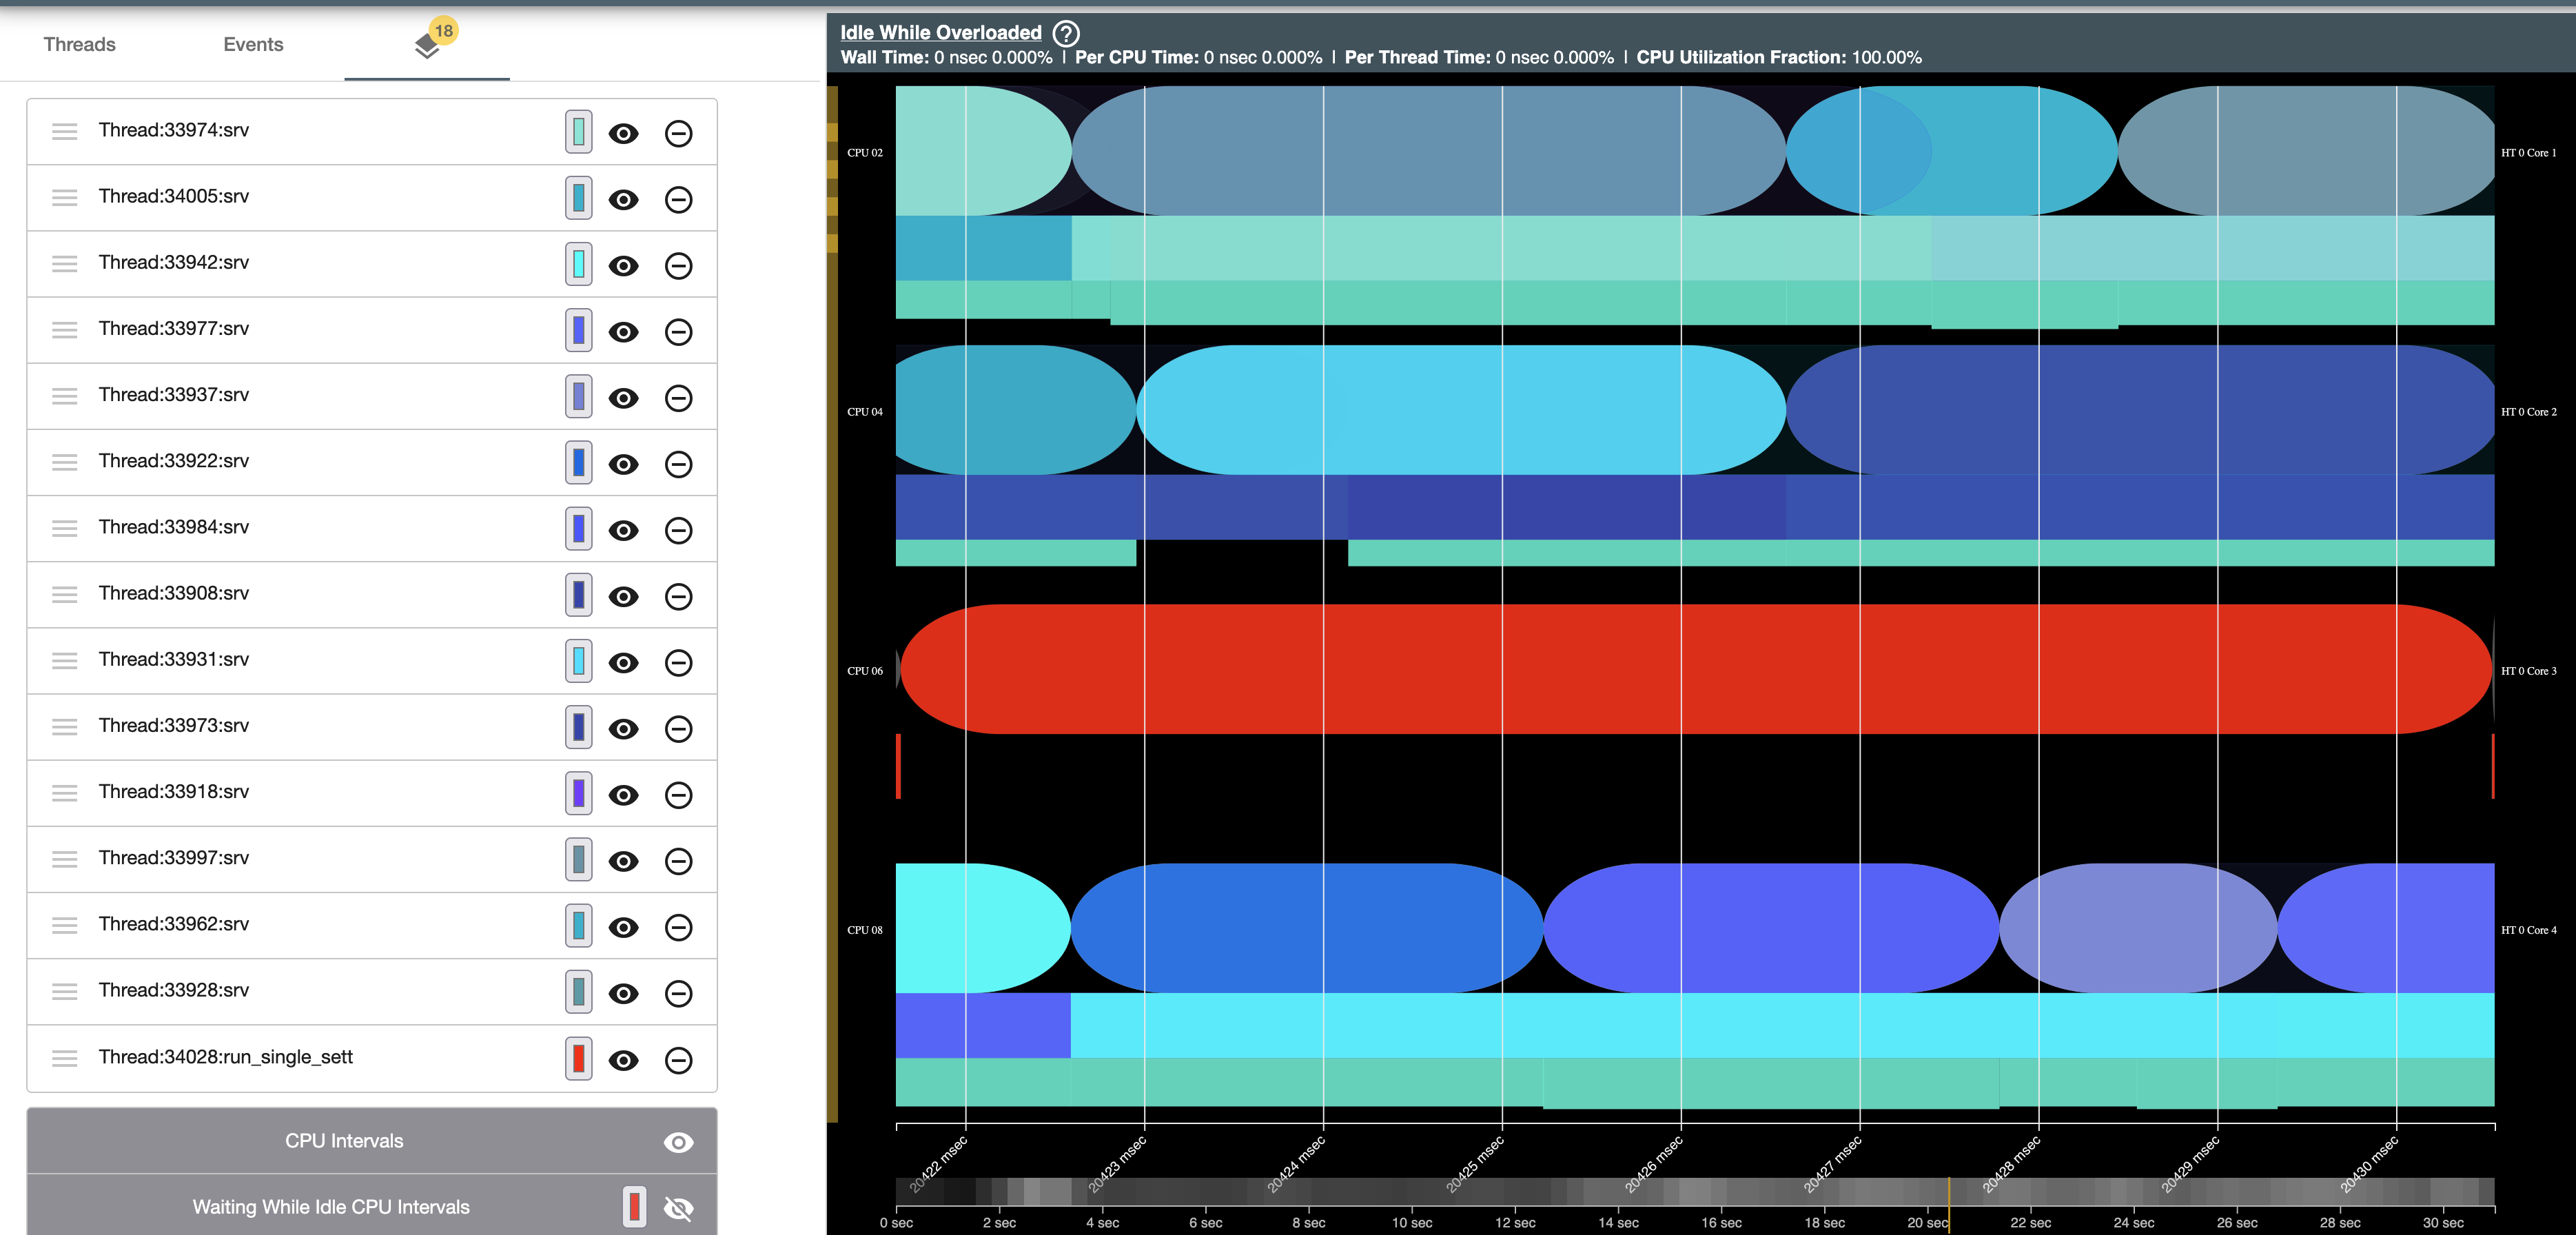 Threads Events 18
Thread:33974:srv
Thread:34005:srv
Thread:33942:srv
Thread:33977:srv
Thread:33937:srv
Thread:33922:srv
Thread:33984:srv
Thread:33908:srv
Thread:33931:srv
Thread:33973:srv
Thread:33918:srv
Thread:33997:srv
Thread:33962:srv
Thread:33928:srv
Thread:34028:run_single_sett
CPU Intervals
Waiting While Idle CPU Intervals
Idle While Overloaded ?
Wall Time: 0 nsec 0.000% | Per CPU Time: 0 nsec 0.000% | Per Thread Time: 0 nsec 0.000% | CPU Utilization Fraction: 100.00%
CPU 02 HT 0 Core 1
CPU 04 HT 0 Core 2
CPU 06 HT 0 Core 3
CPU 08 HT 0 Core 4
20422 msec 20423 msec 20424 msec 20425 msec 20426 msec 20427 msec 20428 msec 20429 msec 20430 msec
0 sec 2 sec 4 sec 6 sec 8 sec 10 sec 12 sec 14 sec 16 sec 18 sec 20 sec 22 sec 24 sec 26 sec 28 sec 30 sec